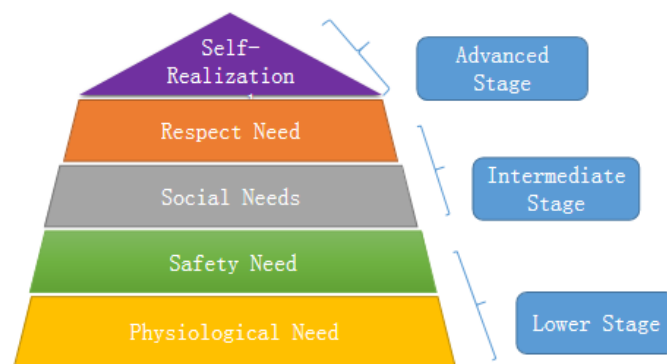 Self-
Realization
Advanced
Stage
Respect Need
Intermediate
Stage
Social Needs
Safety Need
Lower Stage
Physiological Need